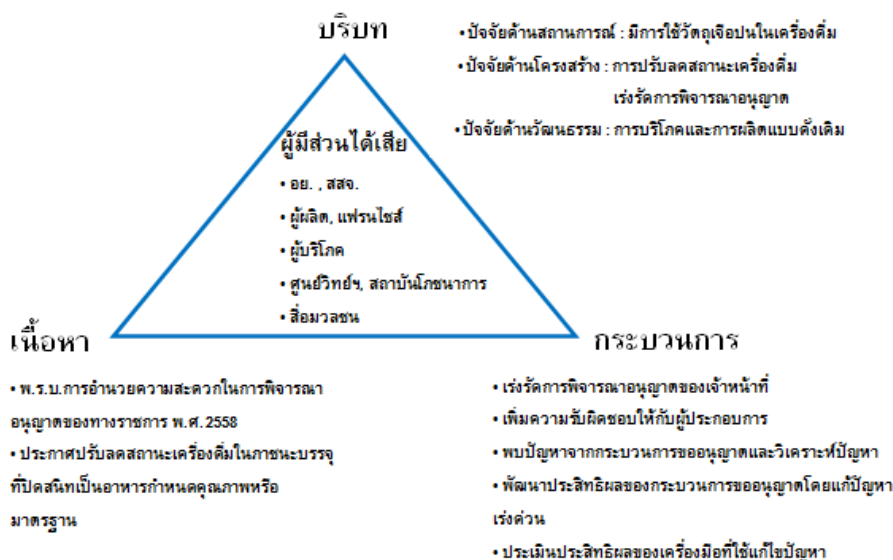 บริบท
• ปัจจัยด้านสถานการณ์ : มีการใช้วัตถุเจือปนในเครื่องดื่ม
• ปัจจัยด้านโครงสร้าง : การปรับลดสถานะเครื่องดื่ม
เร่งรัดการพิจารณาอนุญาต
• ปัจจัยด้านวัฒนธรรม : การบริโภคและการผลิตแบบดั้งเดิม
ผู้มีส่วนได้เสีย
• อย. , สสจ.
• ผู้ผลิต, แฟรนไชส์
• ผู้บริโภค
• ศูนย์วิทย์ฯ, สถาบันโภชนาการ
• สื่อมวลชน
เนื้อหา
• พ.ร.บ.การอำนวยความสะดวกในการพิจารณา
อนุญาตของทางราชการ พ.ศ.2558
• ประกาศปรับลดสถานะเครื่องดื่มในภาชนะบรรจุ
ที่ปิดสนิทเป็นอาหารกำหนดคุณภาพหรือ
มาตรฐาน
กระบวนการ
• เร่งรัดการพิจารณาอนุญาตของเจ้าหน้าที่
• เพิ่มความรับผิดชอบให้กับผู้ประกอบการ
• พบปัญหาจากกระบวนการขออนุญาตและวิเคราะห์ปัญหา
• พัฒนาประสิทธิผลของกระบวนการขออนุญาตโดยแก้ปัญหา
เร่งด่วน
• ประเมินประสิทธิผลของเครื่องมือที่ใช้แก้ไขปัญหา